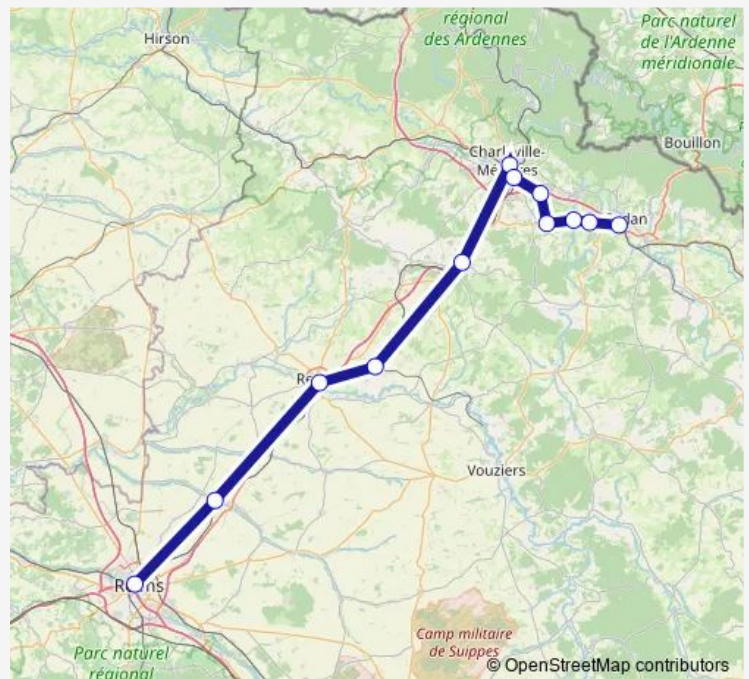 régional
des Ardennes
Parc naturel
de l'Ardenne
méridionale
Hirson
Bouillon
Vouziers
Camp militaire
de Suippes
Parc naturel
régional
© OpenStreetMap contributors